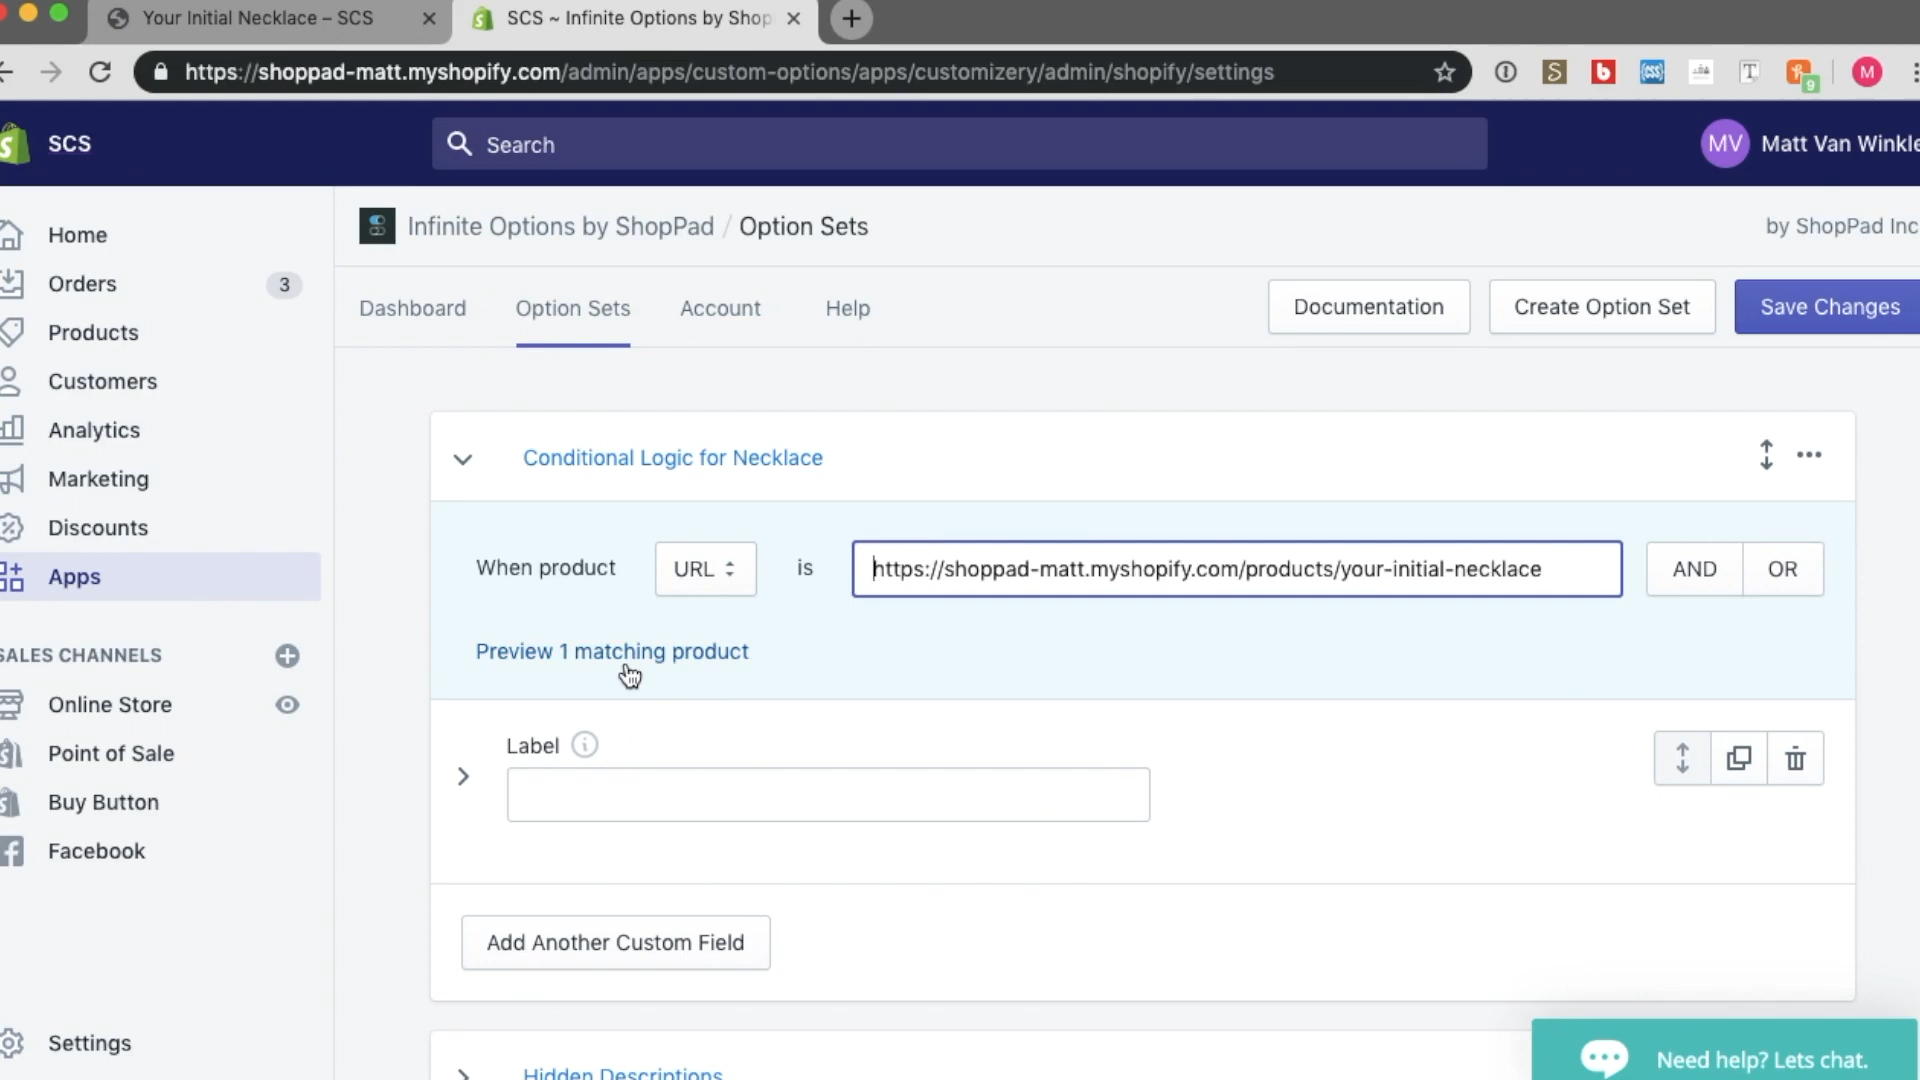 Your Initial Necklace – SCS
SCS ~ Infinite Options by Shop
https://shoppad-matt.myshopify.com/admin/apps/custom-options/apps/customizery/admin/shopify/settings
9
M
SCS
Search
MV
Matt Van Winkle
Home
Orders
3
Products
Customers
Analytics
Marketing
Discounts
Apps
SALES CHANNELS
Online Store
Point of Sale
Buy Button
Facebook
Settings
Infinite Options by ShopPad / Option Sets
by ShopPad Inc
Dashboard
Option Sets
Account
Help
Documentation
Create Option Set
Save Changes
Conditional Logic for Necklace
When product
URL
is
https://shoppad-matt.myshopify.com/products/your-initial-necklace
AND
OR
Preview 1 matching product
Label
Add Another Custom Field
Hidden Descriptions
Need help? Lets chat.